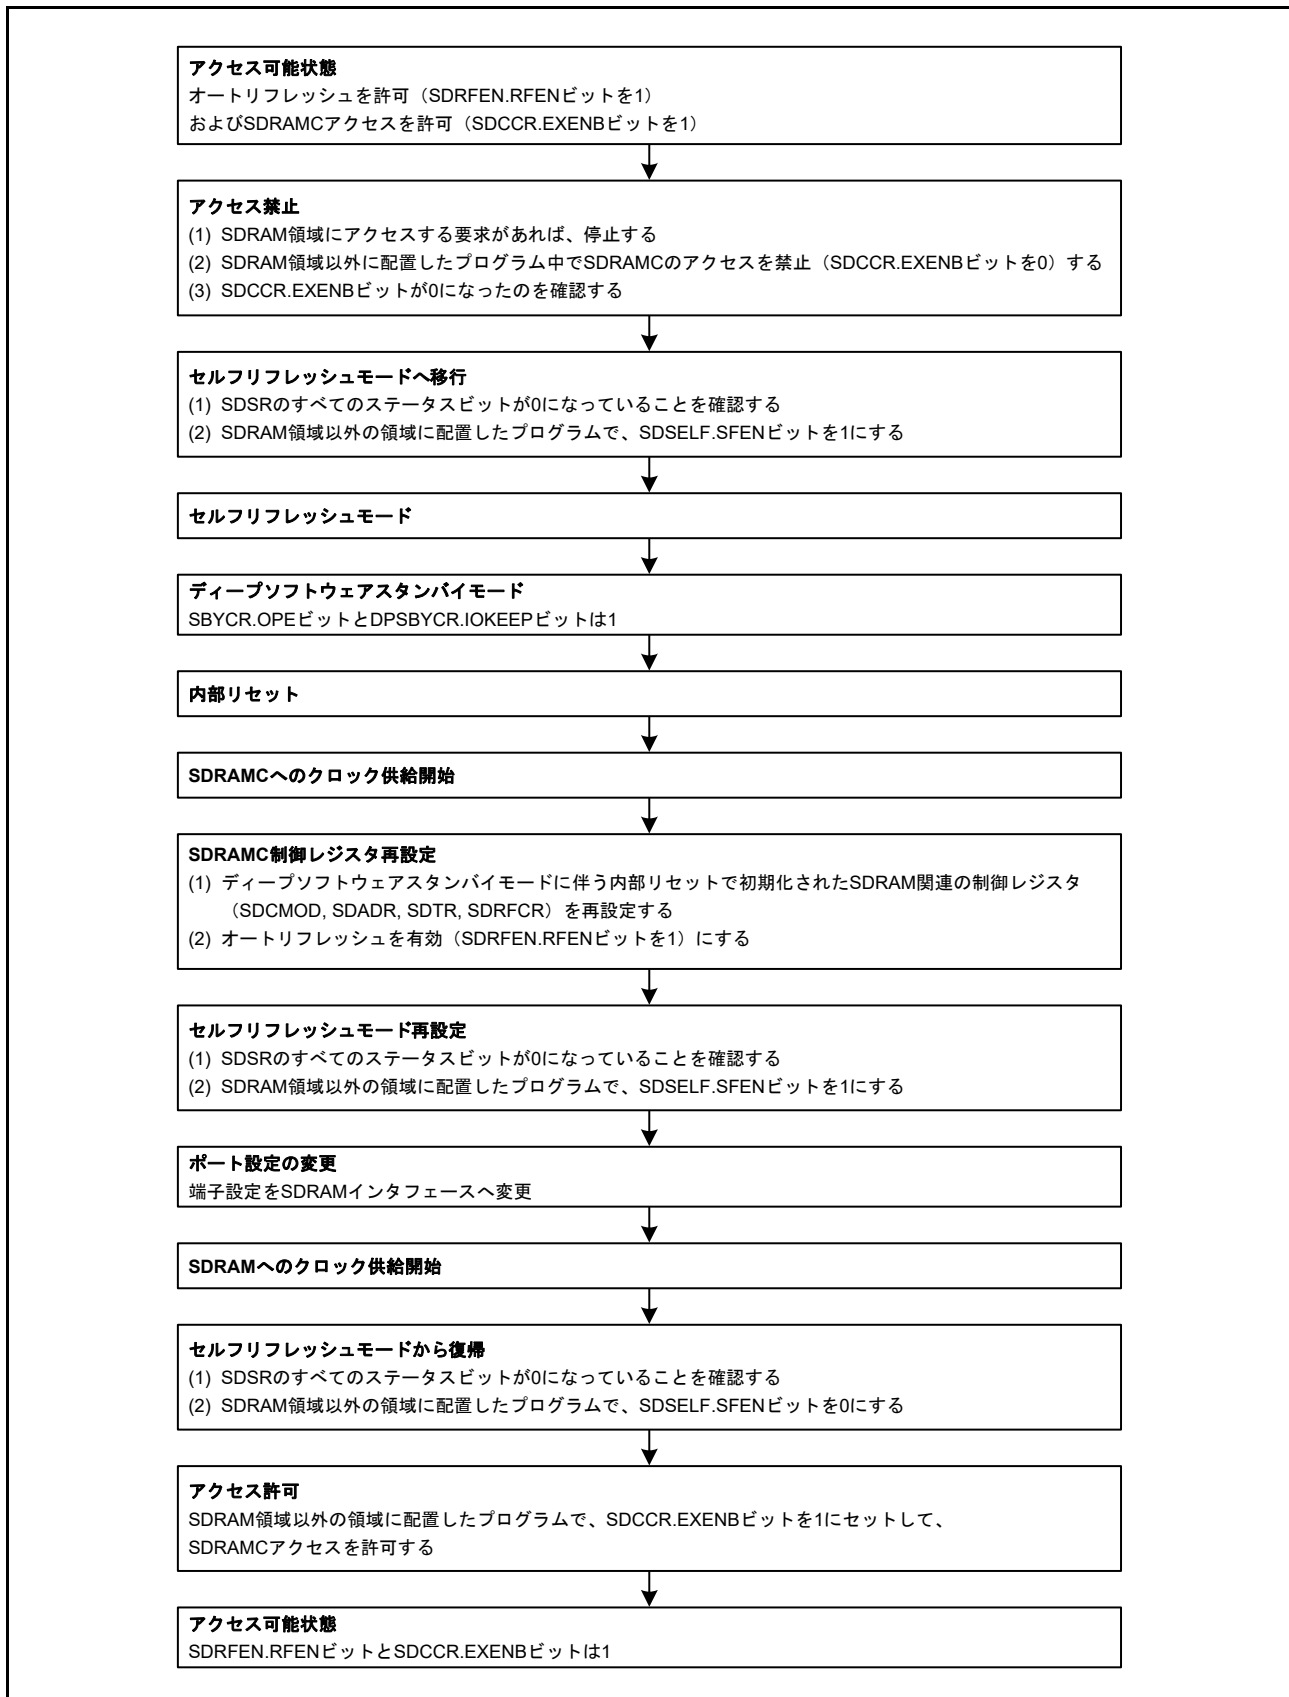 アクセス可能状態
オートリフレッシュを許可（SDRFEN.RFENビットを1）
およびSDRAMCアクセスを許可（SDCCR.EXENBビットを1）
アクセス禁止
(1) SDRAM領域にアクセスする要求があれば、停止する
(2) SDRAM領域以外に配置したプログラム中でSDRAMCのアクセスを禁止（SDCCR.EXENBビットを0）する
(3) SDCCR.EXENBビットが0になったのを確認する
セルフリフレッシュモードへ移行
(1) SDSRのすべてのステータスビットが0になっていることを確認する
(2) SDRAM領域以外の領域に配置したプログラムで、SDSELF.SFENビットを1にする
セルフリフレッシュモード
ディープソフトウェアスタンバイモード
SBYCR.OPEビットとDPSBYCR.IOKEEPビットは1
内部リセット
SDRAMCへのクロック供給開始
SDRAMC制御レジスタ再設定
(1) ディープソフトウェアスタンバイモードに伴う内部リセットで初期化されたSDRAM関連の制御レジスタ
（SDCMOD, SDADR, SDTR, SDRFCR）を再設定する
(2) オートリフレッシュを有効（SDRFEN.RFENビットを1）にする
セルフリフレッシュモード再設定
(1) SDSRのすべてのステータスビットが0になっていることを確認する
(2) SDRAM領域以外の領域に配置したプログラムで、SDSELF.SFENビットを1にする
ポート設定の変更
端子設定をSDRAMインタフェースへ変更
SDRAMへのクロック供給開始
セルフリフレッシュモードから復帰
(1) SDSRのすべてのステータスビットが0になっていることを確認する
(2) SDRAM領域以外の領域に配置したプログラムで、SDSELF.SFENビットを0にする
アクセス許可
SDRAM領域以外の領域に配置したプログラムで、SDCCR.EXENBビットを1にセットして、
SDRAMCアクセスを許可する
アクセス可能状態
SDRFEN.RFENビットとSDCCR.EXENBビットは1